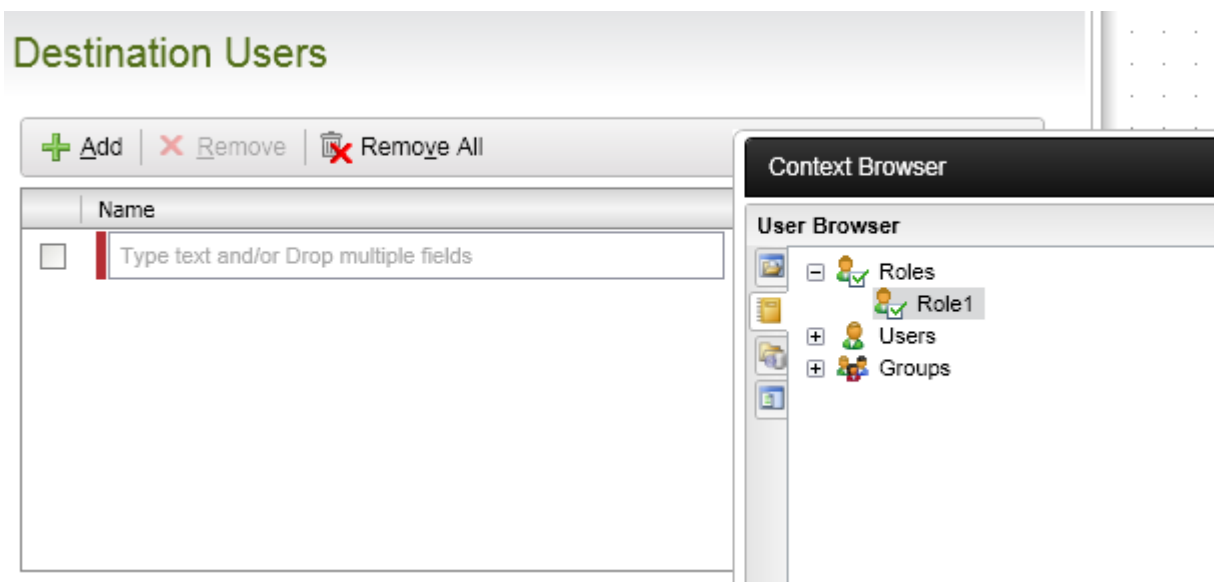 Destination Users
Add Remove Remove All
Context Browser
Name
User Browser
Type text and/or Drop multiple fields
Roles
Role1
Users
Groups